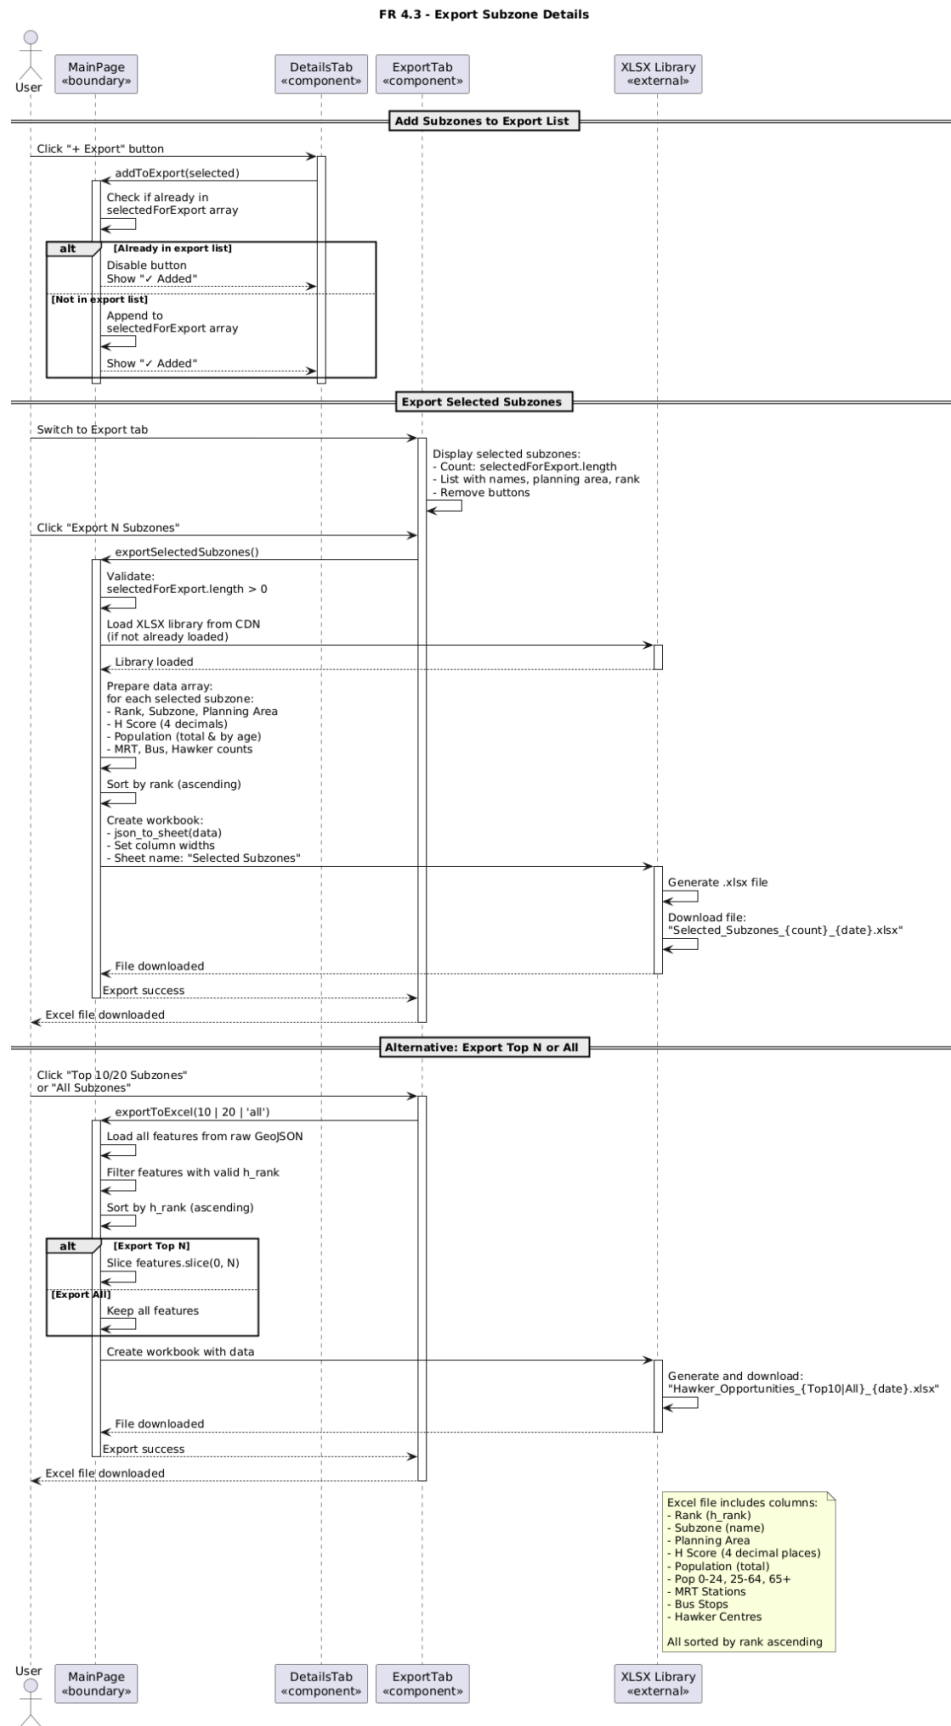 FR 4.3 - Export Subzone Details
User
MainPage
«boundary»
DetailsTab
«component»
ExportTab
«component»
XLSX Library
«external»
Add Subzones to Export List
Click "+ Export" button
addToExport(selected)
Check if already in
selectedForExport array
alt
[Already in export list]
Disable button
Show "✓ Added"
[Not in export list]
Append to
selectedForExport array
Show "✓ Added"
Export Selected Subzones
Switch to Export tab
Display selected subzones:
- Count: selectedForExport.length
- List with names, planning area, rank
- Remove buttons
Click "Export N Subzones"
exportSelectedSubzones()
Validate:
selectedForExport.length > 0
Load XLSX library from CDN
(if not already loaded)
Library loaded
Prepare data array:
for each selected subzone:
- Rank, Subzone, Planning Area
- H Score (4 decimals)
- Population (total & by age)
- MRT, Bus, Hawker counts
Sort by rank (ascending)
Create workbook:
- json_to_sheet(data)
- Set column widths
- Sheet name: "Selected Subzones"
Generate .xlsx file
Download file:
"Selected_Subzones_{count}_{date}.xlsx"
File downloaded
Export success
Excel file downloaded
Alternative: Export Top N or All
Click "Top 10/20 Subzones"
or "All Subzones"
exportToExcel(10 | 20 | 'all')
Load all features from raw GeoJSON
Filter features with valid h_rank
Sort by h_rank (ascending)
alt
[Export Top N]
Slice features.slice(0, N)
[Export All]
Keep all features
Create workbook with data
Generate and download:
"Hawker_Opportunities_{Top10|All}_{date}.xlsx"
File downloaded
Export success
Excel file downloaded
Excel file includes columns:
- Rank (h_rank)
- Subzone (name)
- Planning Area
- H Score (4 decimal places)
- Population (total)
- Pop 0-24, 25-64, 65+
- MRT Stations
- Bus Stops
- Hawker Centres
All sorted by rank ascending
User
MainPage
«boundary»
DetailsTab
«component»
ExportTab
«component»
XLSX Library
«external»